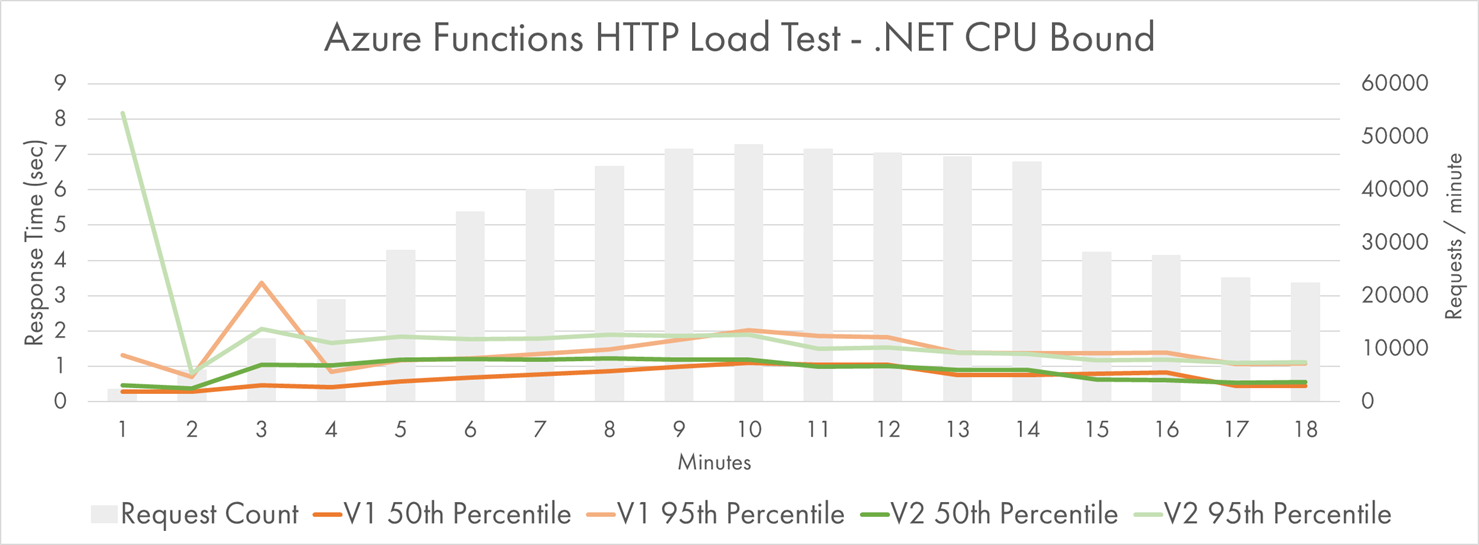 Azure Functions HTTP Load Test - .NET CPU Bound
Response Time (sec)
9
8
7
6
5
4
3
2
1
0
60000
50000
40000
30000
20000
10000
0
Requests / minute
1 2 3 4 5 6 7 8 9 10 11 12 13 14 15 16 17 18
Minutes
Request Count V1 50th Percentile V1 95th Percentile V2 50th Percentile V2 95th Percentile